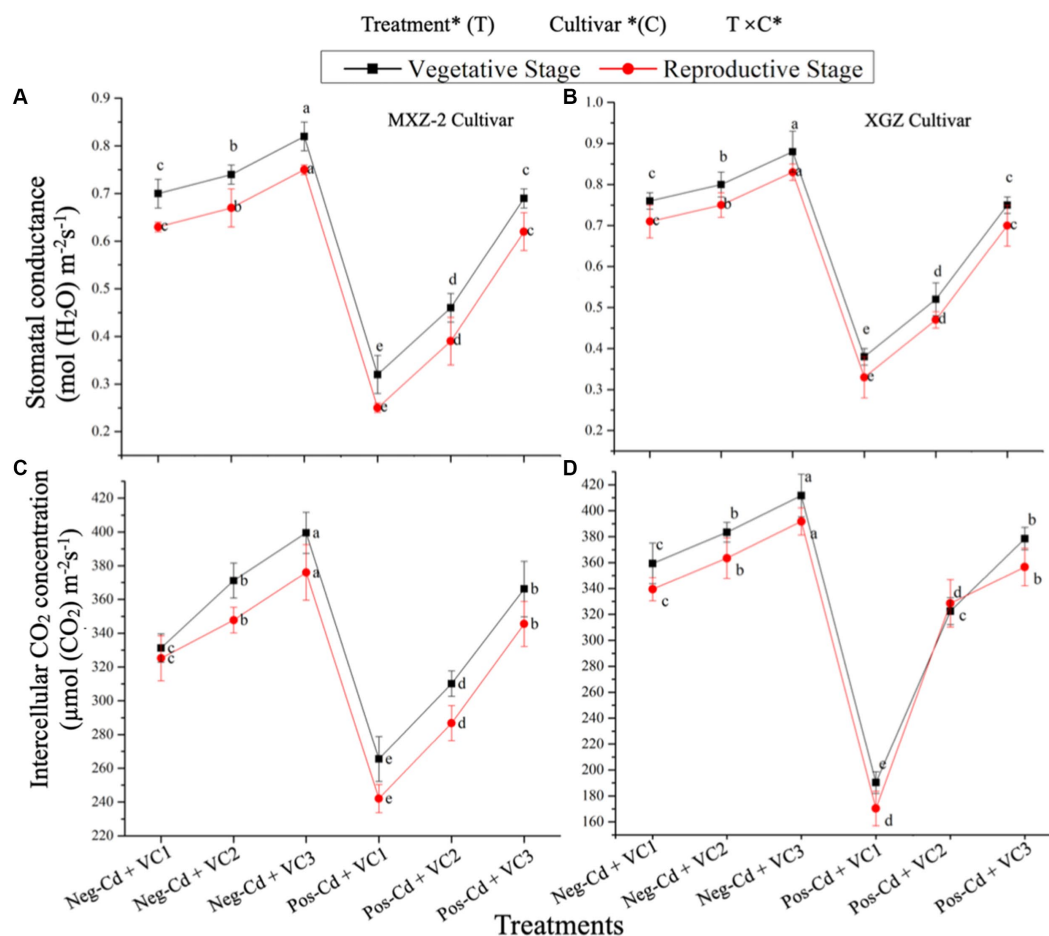 Treatment* (T) Cultivar *(C) T ×C*
Vegetative Stage Reproductive Stage
A
B
MXZ-2 Cultivar
XGZ Cultivar
Stomatal conductance
(mol (H₂O) m⁻²s⁻¹)
0.9
0.8
0.7
0.6
0.5
0.4
0.3
0.2
c b a e d c
c b a e d c
1.0
0.9
0.8
0.7
0.6
0.5
0.4
0.3
0.2
c b a e d c
c b a e d c
C
D
Intercellular CO₂ concentration
(µmol (CO₂) m⁻²s⁻¹)
420
400
380
360
340
320
300
280
260
240
220
c b a e d b
c b a e d b
420
400
380
360
340
320
300
280
260
240
220
200
180
160
c b a e d b
c b a d c b
Neg-Cd + VC1
Neg-Cd + VC2
Neg-Cd + VC3
Pos-Cd + VC1
Pos-Cd + VC2
Pos-Cd + VC3
Neg-Cd + VC1
Neg-Cd + VC2
Neg-Cd + VC3
Pos-Cd + VC1
Pos-Cd + VC2
Pos-Cd + VC3
Treatments